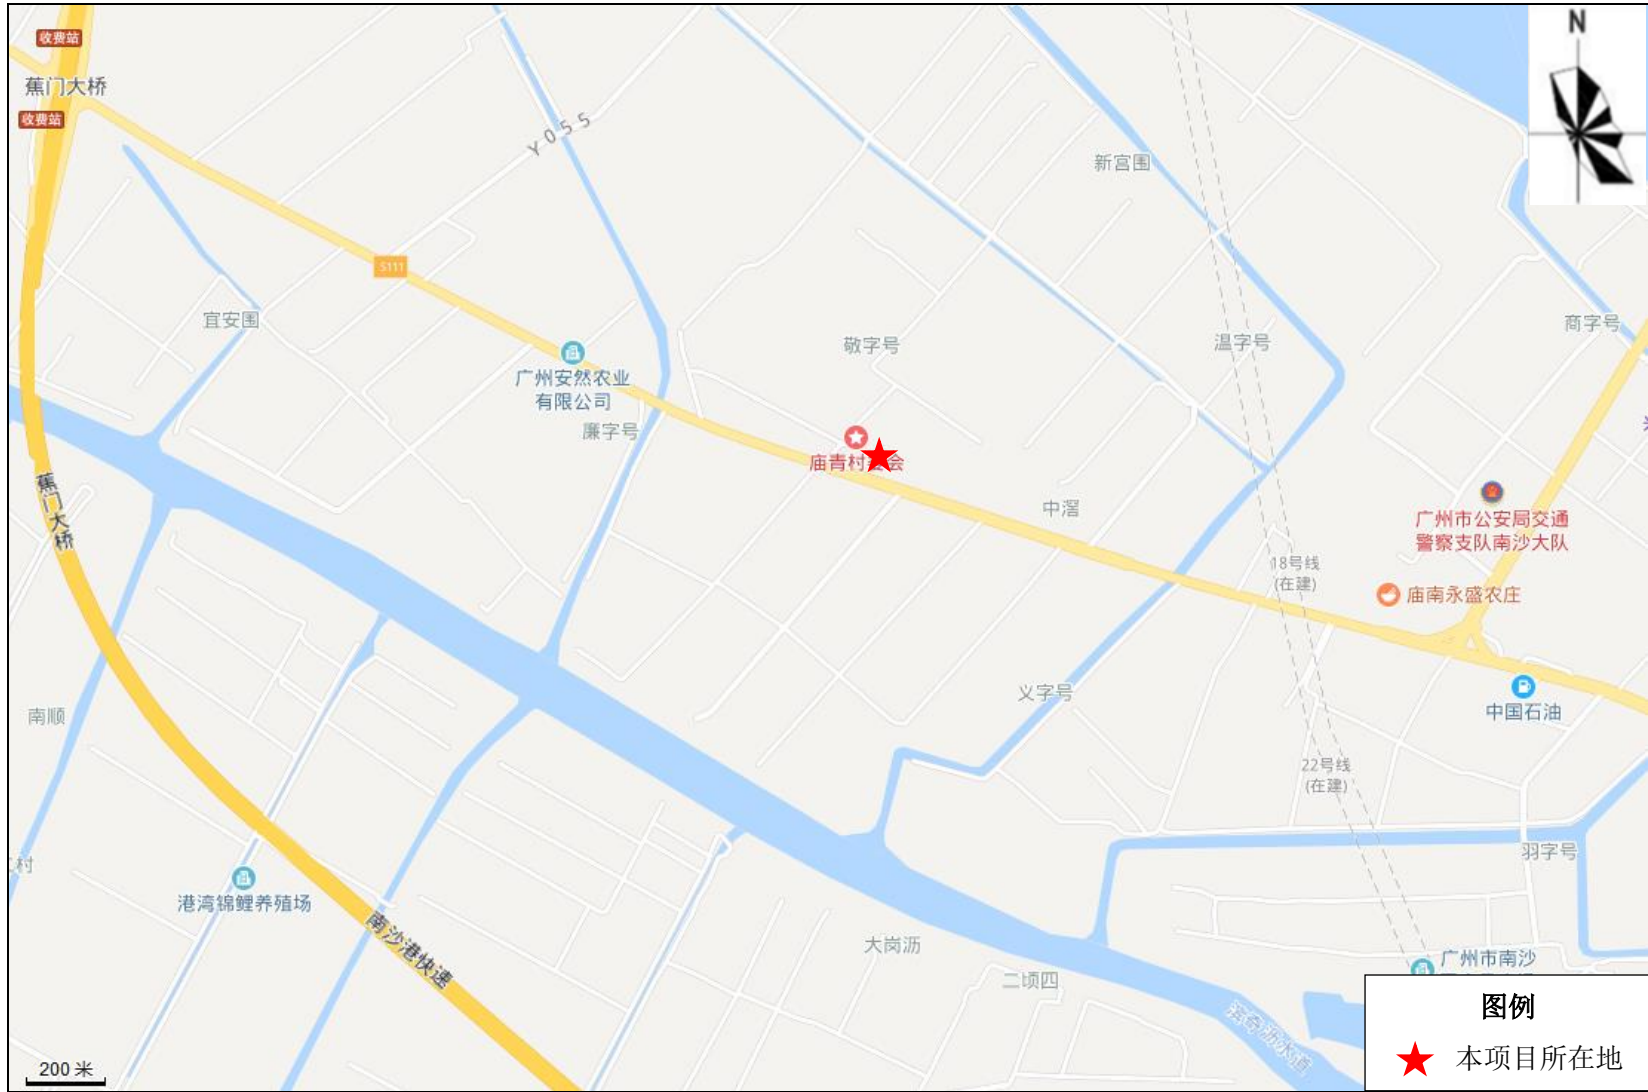 收费站
N
蕉门大桥
收费站
Y055
新宫围
S111
宜安围
商字号
敬字号
温字号
广州安然农业
有限公司
廉字号
庙青村委会
蕉门大桥
中滘
广州市公安局交通
警察支队南沙大队
18号线
(在建)
庙南永盛农庄
义字号
南顺
中国石油
22号线
(在建)
羽字号
村
港湾锦鲤养殖场
南沙港快速
大岗沥
二顷四
广州市南沙
图例
本项目所在地
200 米